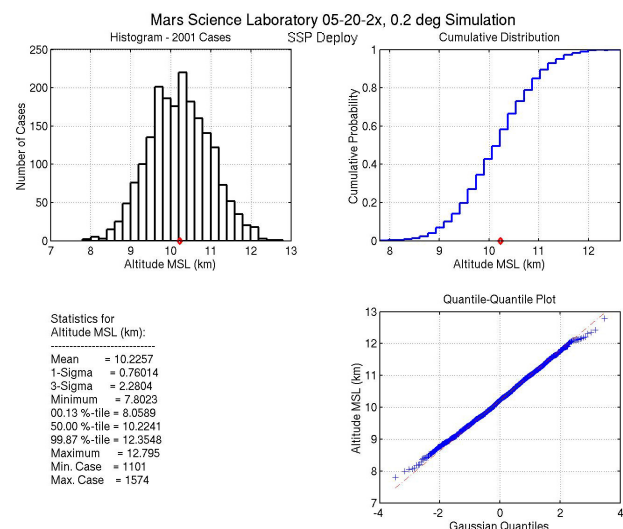 Mars Science Laboratory 05-20-2x, 0.2 deg Simulation
Histogram - 2001 Cases
SSP Deploy
Cumulative Distribution
250
200
150
100
50
0
Number of Cases
7 8 9 10 11 12 13
Altitude MSL (km)
1
0.8
0.6
0.4
0.2
0
Cumulative Probability
8 9 10 11 12
Altitude MSL (km)
Statistics for
Altitude MSL (km):
----------------------------
Mean = 10.2257
1-Sigma = 0.76014
3-Sigma = 2.2804
Minimum = 7.8023
00.13 %-tile = 8.0589
50.00 %-tile = 10.2241
99.87 %-tile = 12.3548
Maximum = 12.795
Min. Case = 1101
Max. Case = 1574
Quantile-Quantile Plot
13
12
11
10
9
8
7
Altitude MSL (km)
-4 -2 0 2 4
Gaussian Quantiles